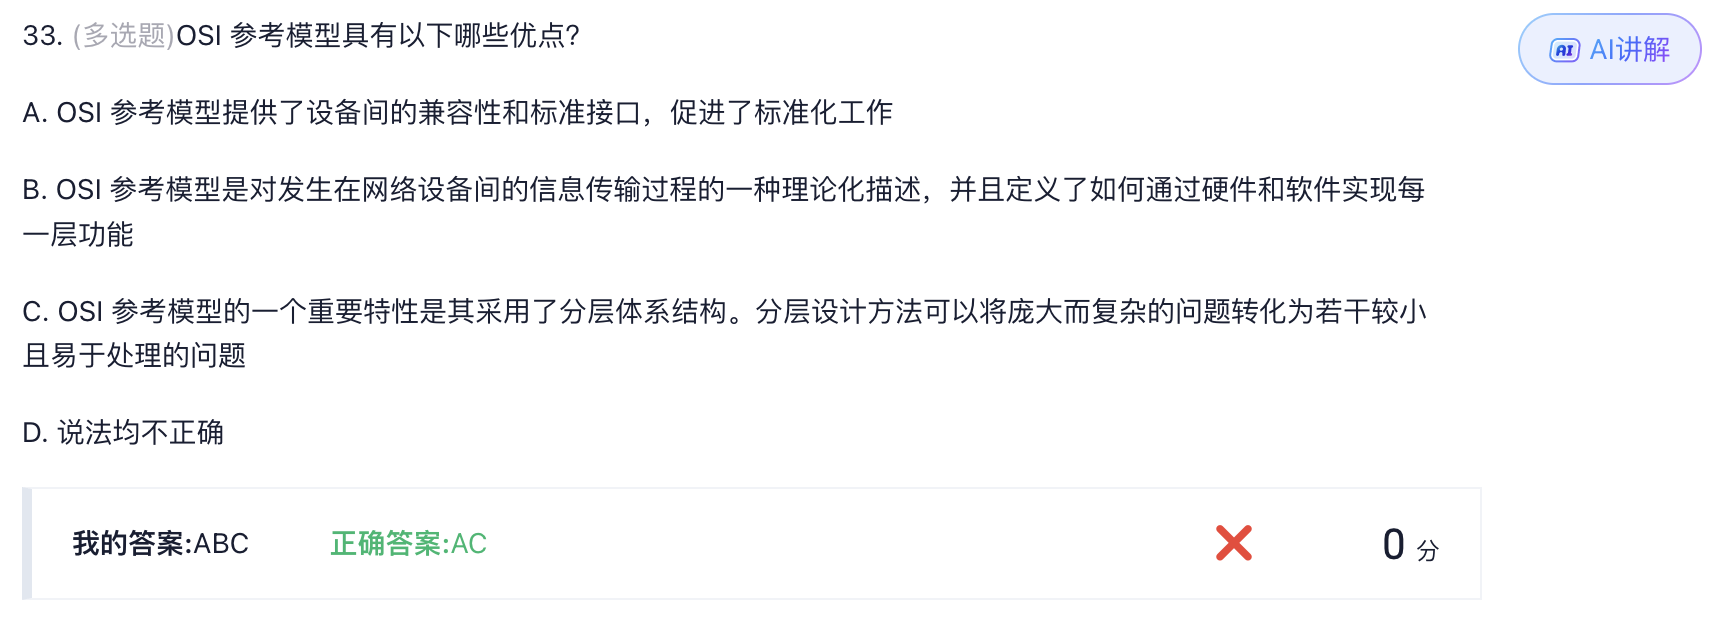 33. (多选题)OSI 参考模型具有以下哪些优点?
AI讲解
A. OSI 参考模型提供了设备间的兼容性和标准接口，促进了标准化工作
B. OSI 参考模型是对发生在网络设备间的信息传输过程的一种理论化描述，并且定义了如何通过硬件和软件实现每
一层功能
C. OSI 参考模型的一个重要特性是其采用了分层体系结构。分层设计方法可以将庞大而复杂的问题转化为若干较小
且易于处理的问题
D. 说法均不正确
我的答案:ABC 正确答案:AC 0 分